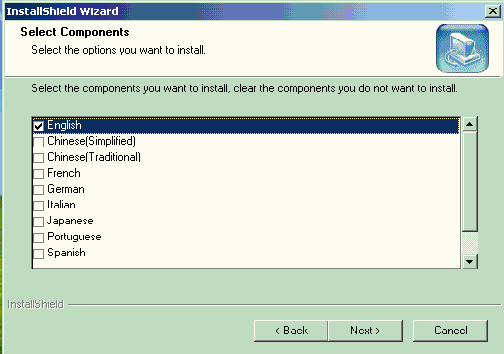 InstallShield Wizard
Select Components
Select the options you want to install.
Select the components you want to install, clear the components you do not want to install.
English
Chinese(Simplified)
Chinese(Traditional)
French
German
Italian
Japanese
Portuguese
Spanish
InstallShield
< Back
Next >
Cancel